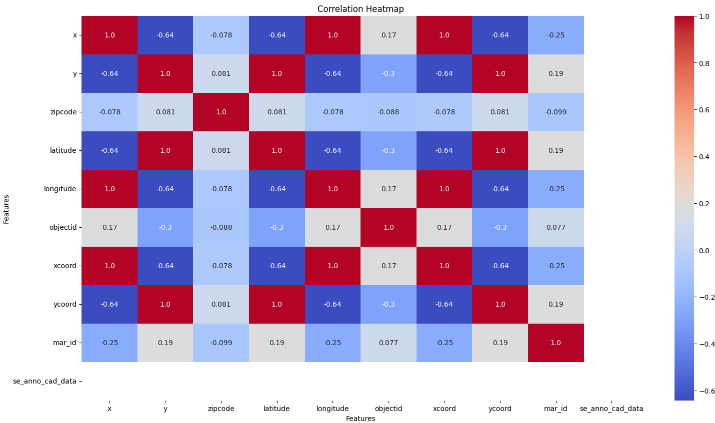 Correlation Heatmap
x 1.0 -0.64 -0.078 -0.64 1.0 0.17 1.0 -0.64 -0.25
y -0.64 1.0 0.081 1.0 -0.64 -0.3 -0.64 1.0 0.19
zipcode -0.078 0.081 1.0 0.081 -0.078 -0.088 -0.078 0.081 -0.099
latitude -0.64 1.0 0.081 1.0 -0.64 -0.3 -0.64 1.0 0.19
longitude 1.0 -0.64 -0.078 -0.64 1.0 0.17 1.0 -0.64 -0.25
objectid 0.17 -0.3 -0.088 -0.3 0.17 1.0 0.17 -0.3 0.077
xcoord 1.0 -0.64 -0.078 -0.64 1.0 0.17 1.0 -0.64 -0.25
ycoord -0.64 1.0 0.081 1.0 -0.64 -0.3 -0.64 1.0 0.19
mar_id -0.25 0.19 -0.099 0.19 -0.25 0.077 -0.25 0.19 1.0
se_anno_cad_data
x y zipcode latitude longitude objectid xcoord ycoord mar_id se_anno_cad_data
Features
Features
1.0
0.8
0.6
0.4
0.2
0.0
−0.2
−0.4
−0.6